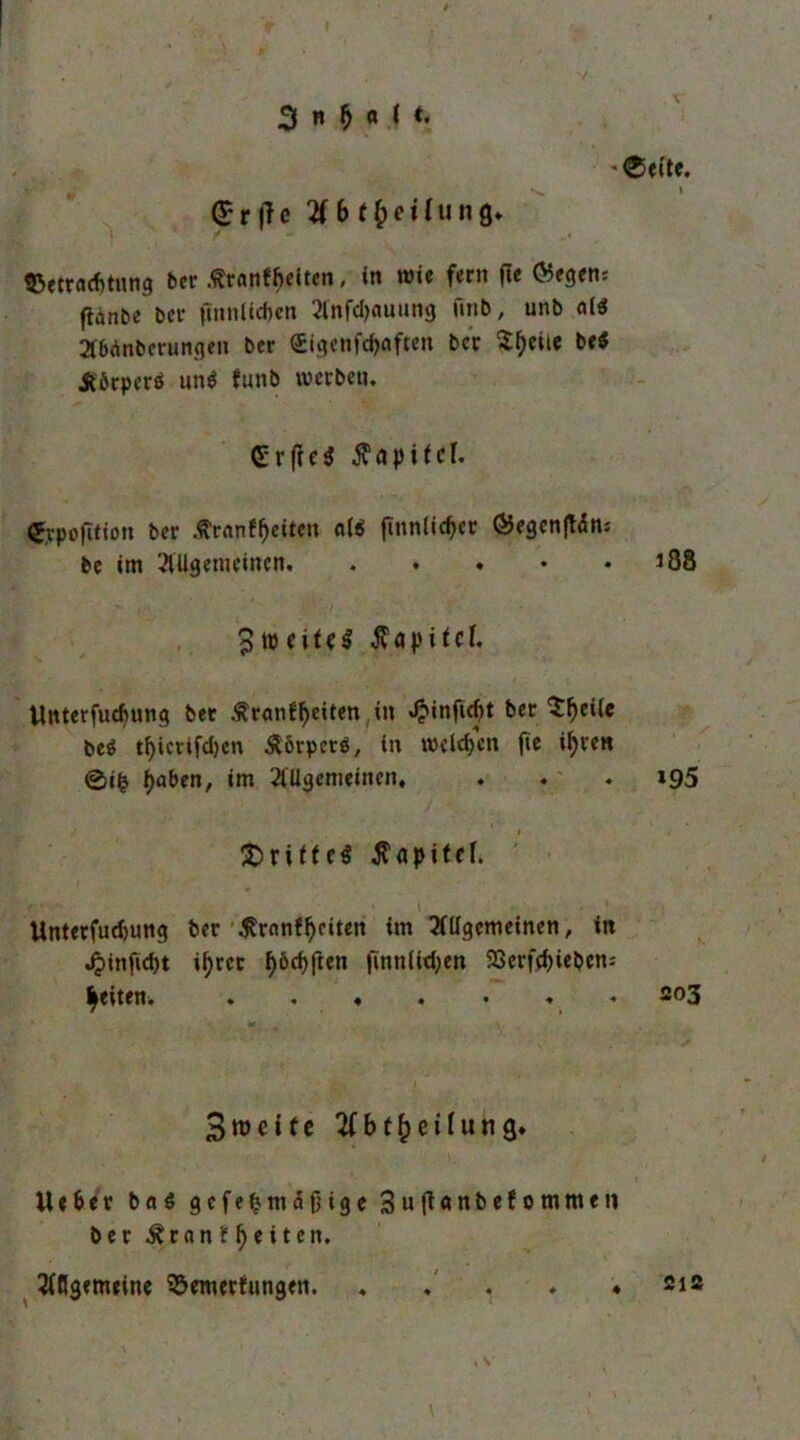 Inhalt.
Seite.
Erſte Abtheilung.
Betrachtung der Krankheiten, in wie fern ſie Gegen⸗
ſtände der ſinnlichen Anſchauung ſind, und als
Abänderungen der Eigenſchaften der Theile des
Körpers uns kund werden.
Erſtes Kapitel.
Expoſition der Krankheiten als ſinnlicher Gegenſtän⸗
de im Allgemeinen. . . . . . 188
Zweites Kapitel.
Unterſuchung der Krankheiten in Hinſicht der Theile
des thieriſchen Körpers, in welchen ſie ihren
Sitz haben, im Allgemeinen. . . . 195
Drittes Kapitel.
Unterſuchung der Krankheiten im Allgemeinen, in
Hinſicht ihrer höchſten ſinnlichen Verſchieden⸗
heiten. . . . . . . . 203
Zweite Abtheilung.
Ueber das geſetzmäßige Zuſtandekommen
der Krankheiten.
Allgemeine Bemerkungen. . . . . . 212